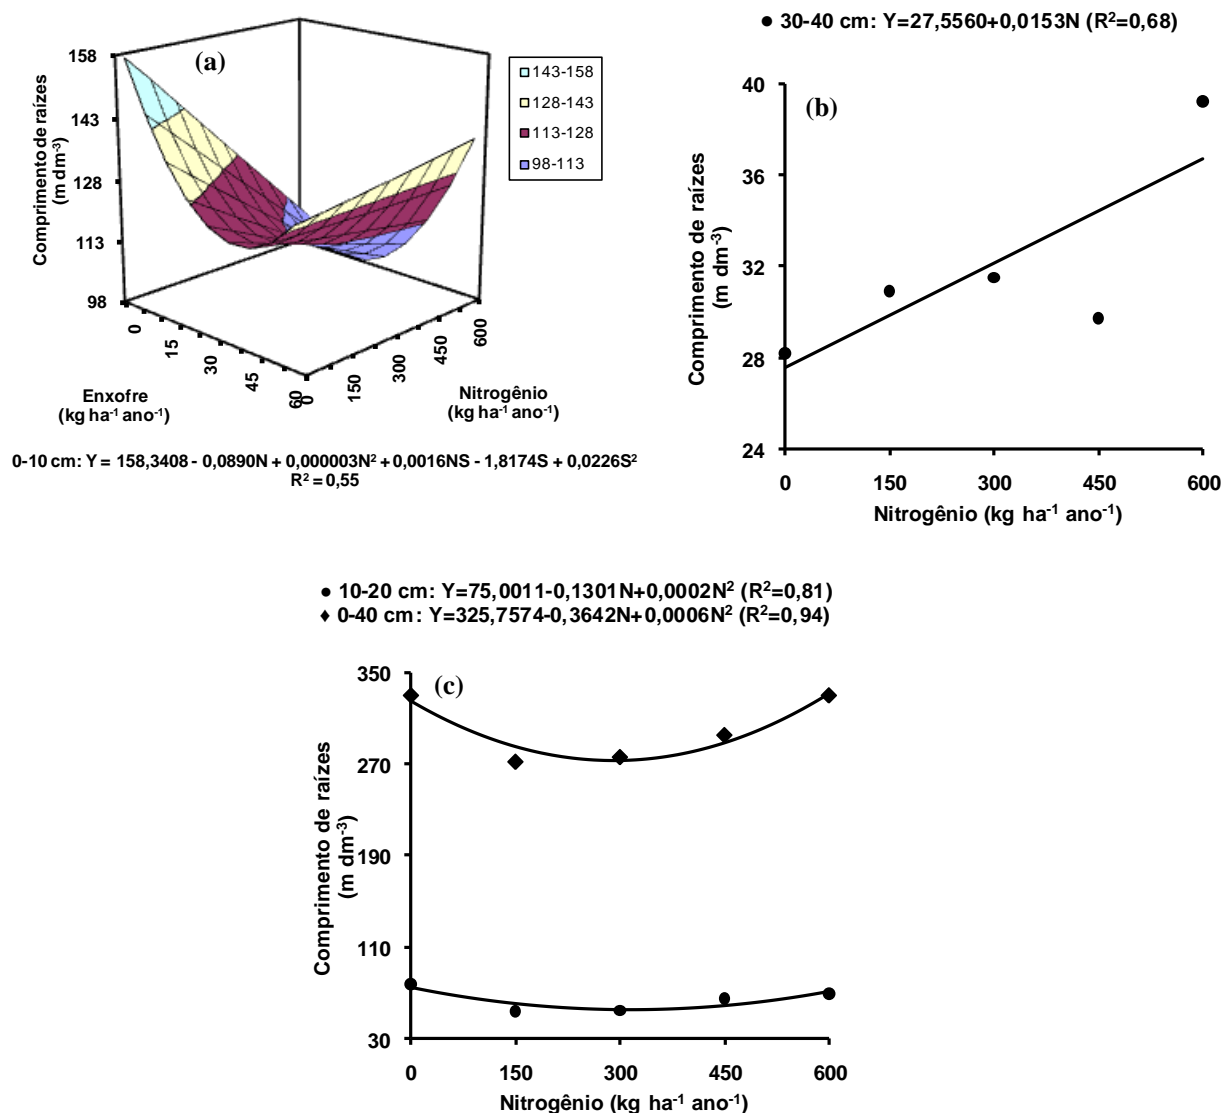 (a)
Comprimento de raízes
(m dm⁻³)
158
143
128
113
98
0
15
30
45
60
0
150
300
450
600
Enxofre
(kg ha⁻¹ ano⁻¹)
Nitrogênio
(kg ha⁻¹ ano⁻¹)
143-158
128-143
113-128
98-113
0-10 cm: Y = 158,3408 - 0,0890N + 0,000003N² + 0,0016NS - 1,8174S + 0,0226S²
R² = 0,55
30-40 cm: Y=27,5560+0,0153N (R²=0,68)
(b)
Comprimento de raízes
(m dm⁻³)
40
36
32
28
24
0 150 300 450 600
Nitrogênio (kg ha⁻¹ ano⁻¹)
10-20 cm: Y=75,0011-0,1301N+0,0002N² (R²=0,81)
0-40 cm: Y=325,7574-0,3642N+0,0006N² (R²=0,94)
(c)
Comprimento de raízes
(m dm⁻³)
350
270
190
110
30
0 150 300 450 600
Nitrogênio (kg ha⁻¹ ano⁻¹)